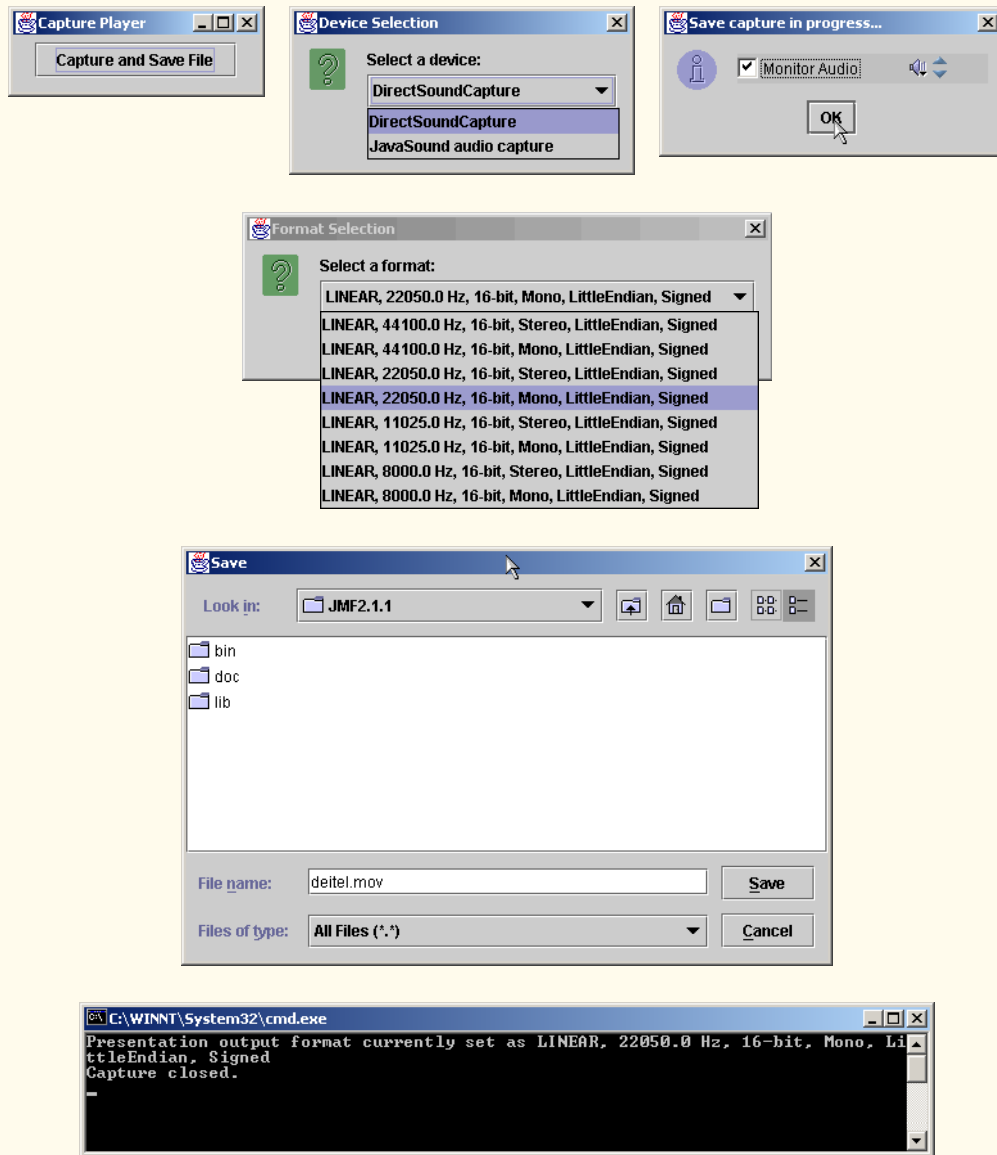 Capture Player
Capture and Save File
Device Selection
Select a device:
DirectSoundCapture
DirectSoundCapture
JavaSound audio capture
Save capture in progress...
Monitor Audio
OK
Format Selection
Select a format:
LINEAR, 22050.0 Hz, 16-bit, Mono, LittleEndian, Signed
LINEAR, 44100.0 Hz, 16-bit, Stereo, LittleEndian, Signed
LINEAR, 44100.0 Hz, 16-bit, Mono, LittleEndian, Signed
LINEAR, 22050.0 Hz, 16-bit, Stereo, LittleEndian, Signed
LINEAR, 22050.0 Hz, 16-bit, Mono, LittleEndian, Signed
LINEAR, 11025.0 Hz, 16-bit, Stereo, LittleEndian, Signed
LINEAR, 11025.0 Hz, 16-bit, Mono, LittleEndian, Signed
LINEAR, 8000.0 Hz, 16-bit, Stereo, LittleEndian, Signed
LINEAR, 8000.0 Hz, 16-bit, Mono, LittleEndian, Signed
Save
Look in:
JMF2.1.1
bin
doc
lib
File name:
deitel.mov
Save
Files of type:
All Files (*.*)
Cancel
C:\WINNT\System32\cmd.exe
Presentation output format currently set as LINEAR, 22050.0 Hz, 16-bit, Mono, Li
ttleEndian, Signed
Capture closed.